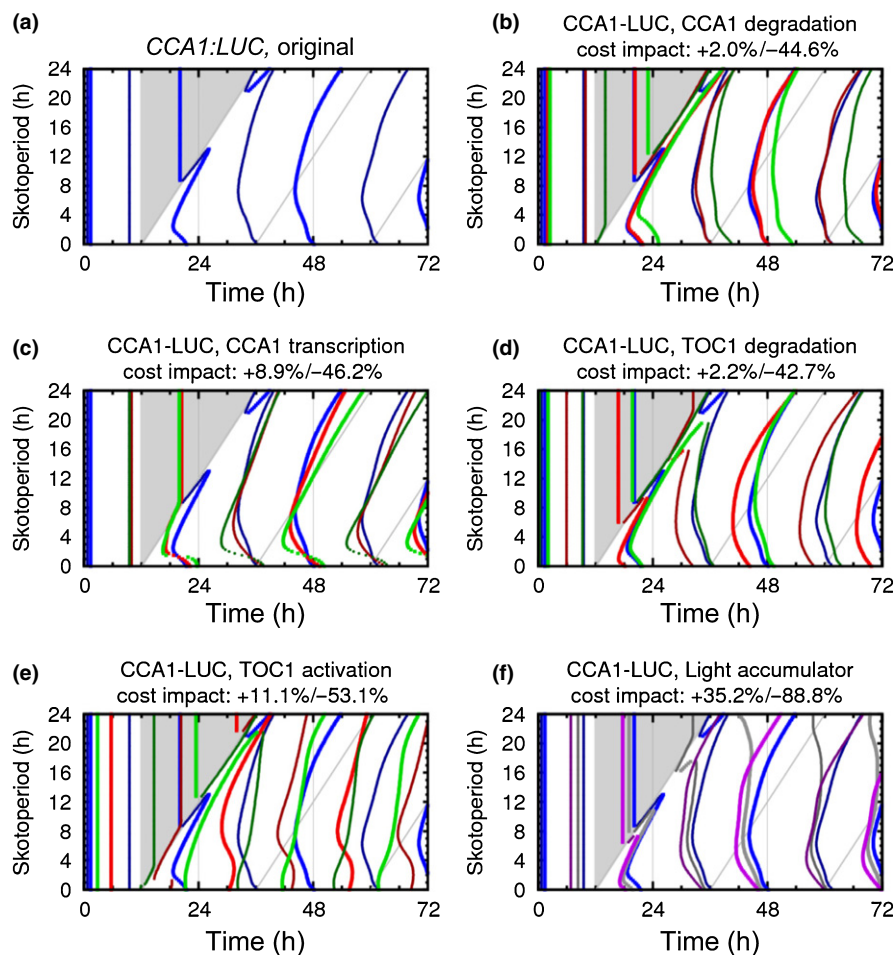 (a)
CCA1:LUC, original
Skotoperiod (h)
24
20
16
12
8
4
0
0 24 48 72
Time (h)
(b)
CCA1-LUC, CCA1 degradation
cost impact: +2.0%/−44.6%
Skotoperiod (h)
24
20
16
12
8
4
0
0 24 48 72
Time (h)
(c)
CCA1-LUC, CCA1 transcription
cost impact: +8.9%/−46.2%
Skotoperiod (h)
24
20
16
12
8
4
0
0 24 48 72
Time (h)
(d)
CCA1-LUC, TOC1 degradation
cost impact: +2.2%/−42.7%
Skotoperiod (h)
24
20
16
12
8
4
0
0 24 48 72
Time (h)
(e)
CCA1-LUC, TOC1 activation
cost impact: +11.1%/−53.1%
Skotoperiod (h)
24
20
16
12
8
4
0
0 24 48 72
Time (h)
(f)
CCA1-LUC, Light accumulator
cost impact: +35.2%/−88.8%
Skotoperiod (h)
24
20
16
12
8
4
0
0 24 48 72
Time (h)